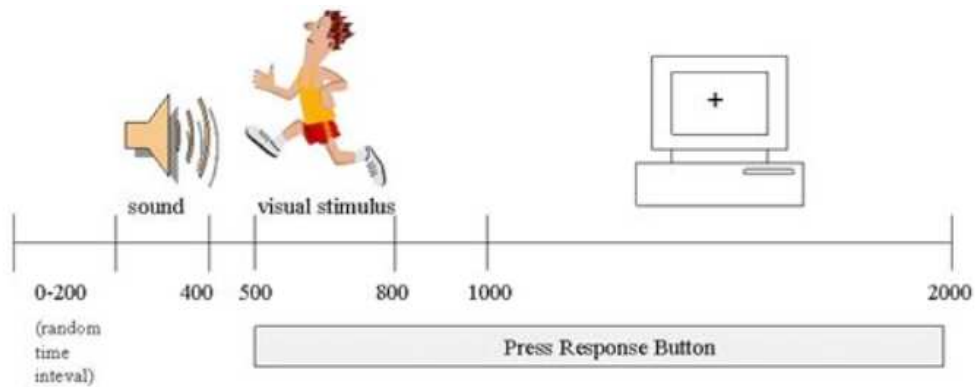 sound
visual stimulus
0-200
400
500
800
1000
2000
(random
time
inteval)
Press Response Button